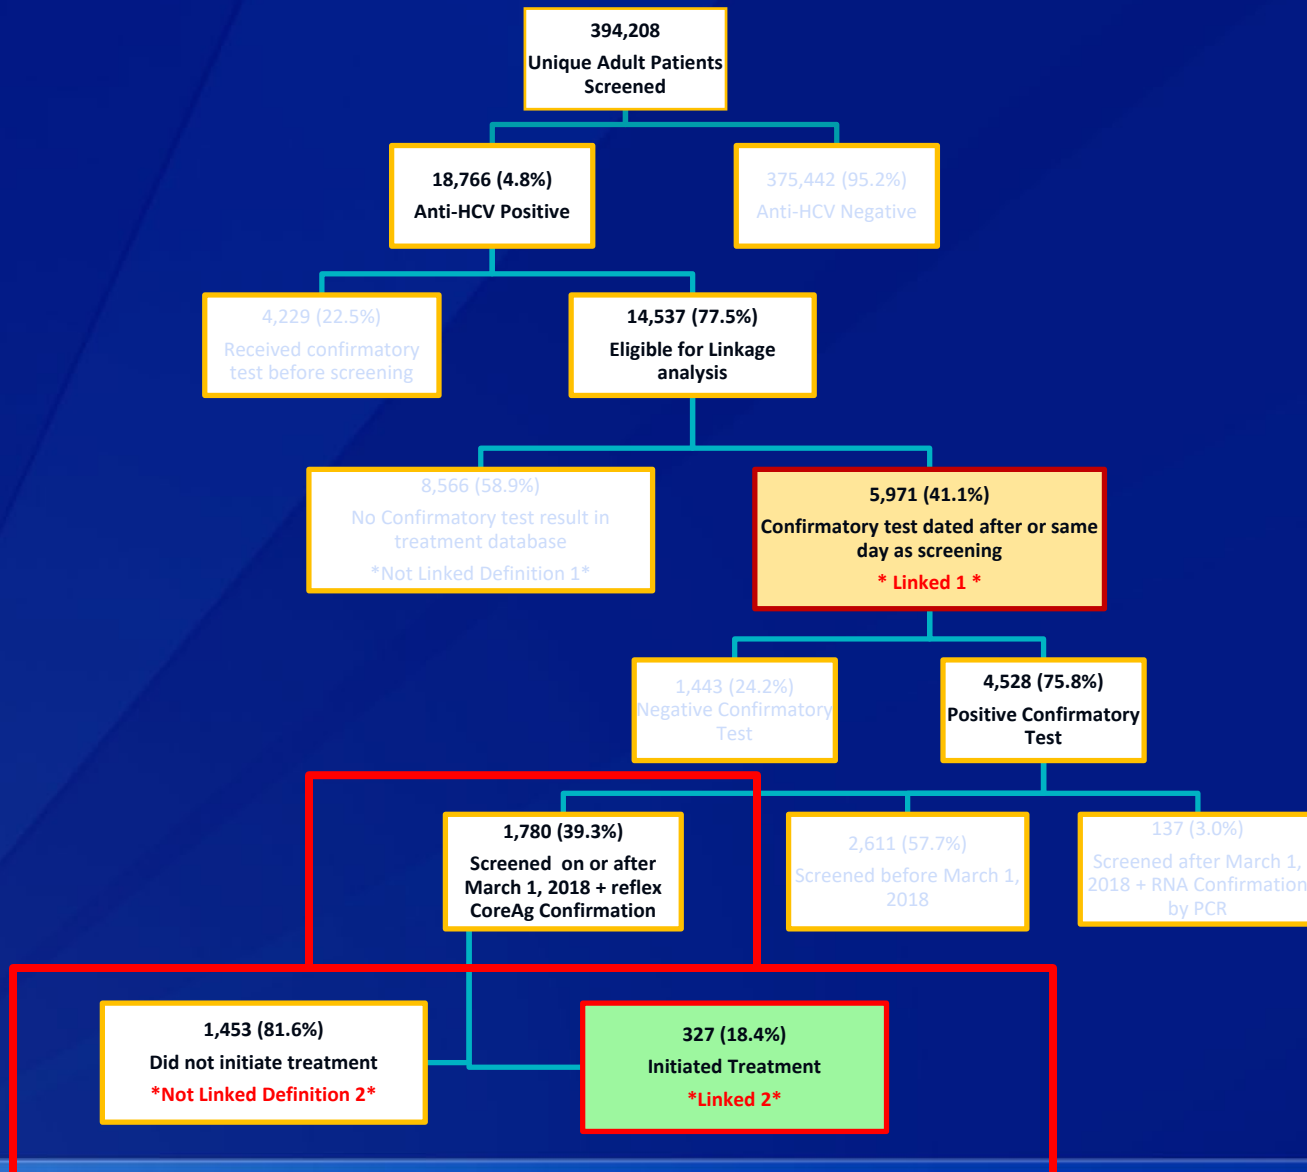 394,208
Unique Adult Patients
Screened
18,766 (4.8%)
Anti-HCV Positive
375,442 (95.2%)
Anti-HCV Negative
4,229 (22.5%)
Received confirmatory
test before screening
14,537 (77.5%)
Eligible for Linkage
analysis
8,566 (58.9%)
No Confirmatory test result in
treatment database
*Not Linked Definition 1*
5,971 (41.1%)
Confirmatory test dated after or same
day as screening
* Linked 1 *
1,443 (24.2%)
Negative Confirmatory
Test
4,528 (75.8%)
Positive Confirmatory
Test
1,780 (39.3%)
Screened on or after
March 1, 2018 + reflex
CoreAg Confirmation
2,611 (57.7%)
Screened before March 1,
2018
137 (3.0%)
Screened after March 1,
2018 + RNA Confirmation
by PCR
1,453 (81.6%)
Did not initiate treatment
*Not Linked Definition 2*
327 (18.4%)
Initiated Treatment
*Linked 2*